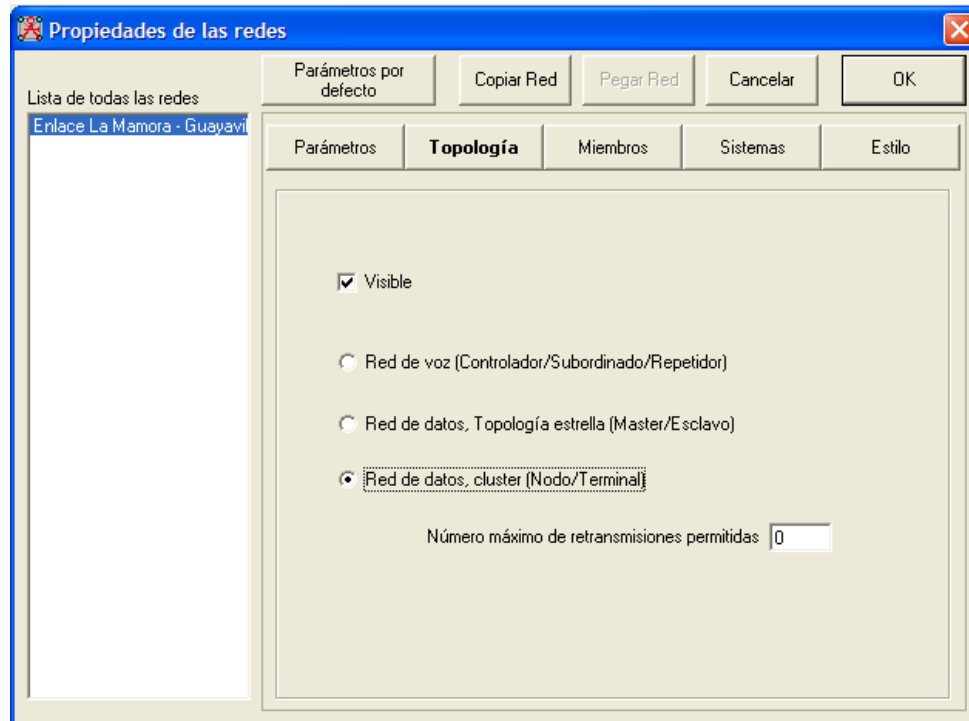 Propiedades de las redes
Lista de todas las redes
Enlace La Mamora - Guayavil
Parámetros por defecto
Copiar Red
Pegar Red
Cancelar
OK
Parámetros
Topología
Miembros
Sistemas
Estilo
Visible
Red de voz (Controlador/Subordinado/Repetidor)
Red de datos, Topología estrella (Master/Esclavo)
Red de datos, cluster (Nodo/Terminal)
Número máximo de retransmisiones permitidas 0